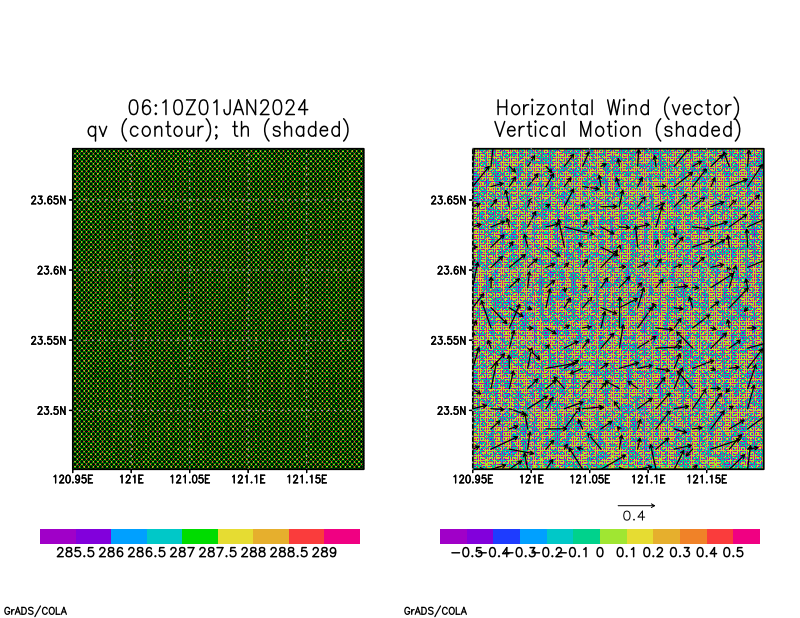 06:10Z01JAN2024
qv (contour); th (shaded)
23.65N
23.6N
23.55N
23.5N
120.95E 121E 121.05E 121.1E 121.15E
285.5 286 286.5 287 287.5 288 288.5 289
GrADS/COLA
Horizontal Wind (vector)
Vertical Motion (shaded)
23.65N
23.6N
23.55N
23.5N
120.95E 121E 121.05E 121.1E 121.15E
0.4
-0.5 -0.4 -0.3 -0.2 -0.1 0 0.1 0.2 0.3 0.4 0.5
GrADS/COLA